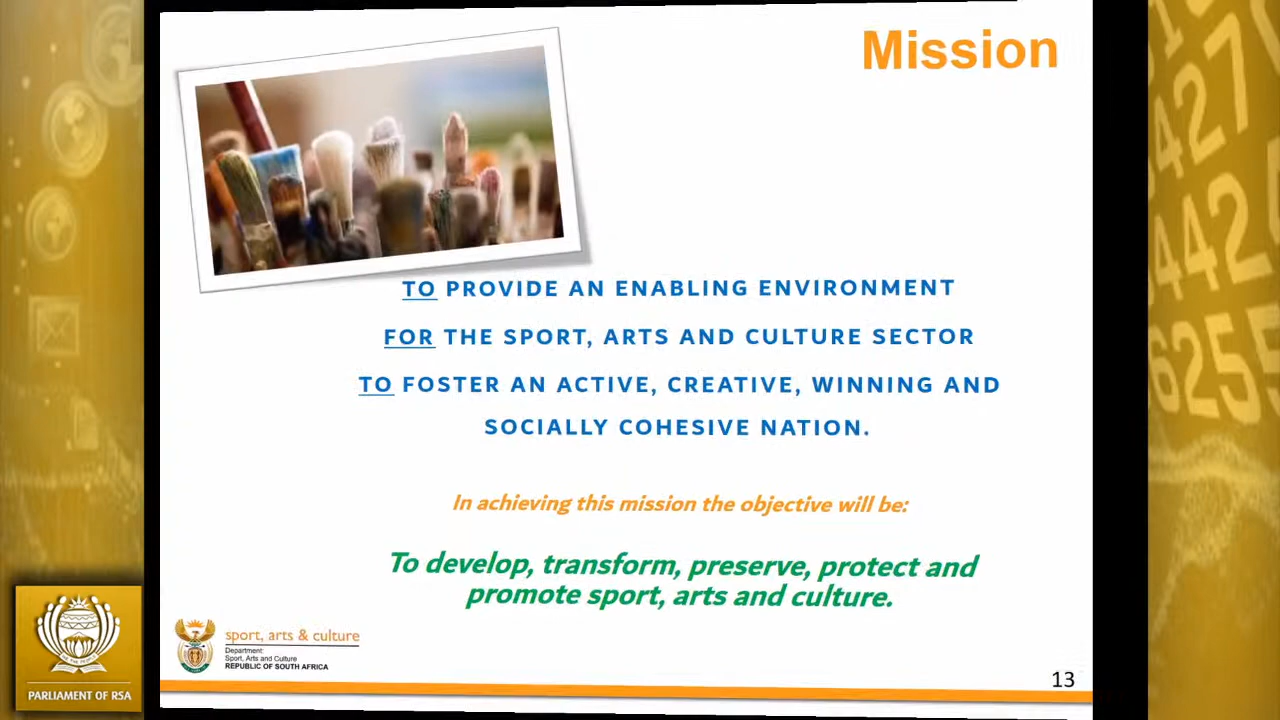 Mission
TO PROVIDE AN ENABLING ENVIRONMENT
FOR THE SPORT, ARTS AND CULTURE SECTOR
TO FOSTER AN ACTIVE, CREATIVE, WINNING AND
SOCIALLY COHESIVE NATION.
In achieving this mission the objective will be:
To develop, transform, preserve, protect and
promote sport, arts and culture.
sport, arts & culture
Department:
Sport, Arts and Culture
REPUBLIC OF SOUTH AFRICA
13
PARLIAMENT OF RSA